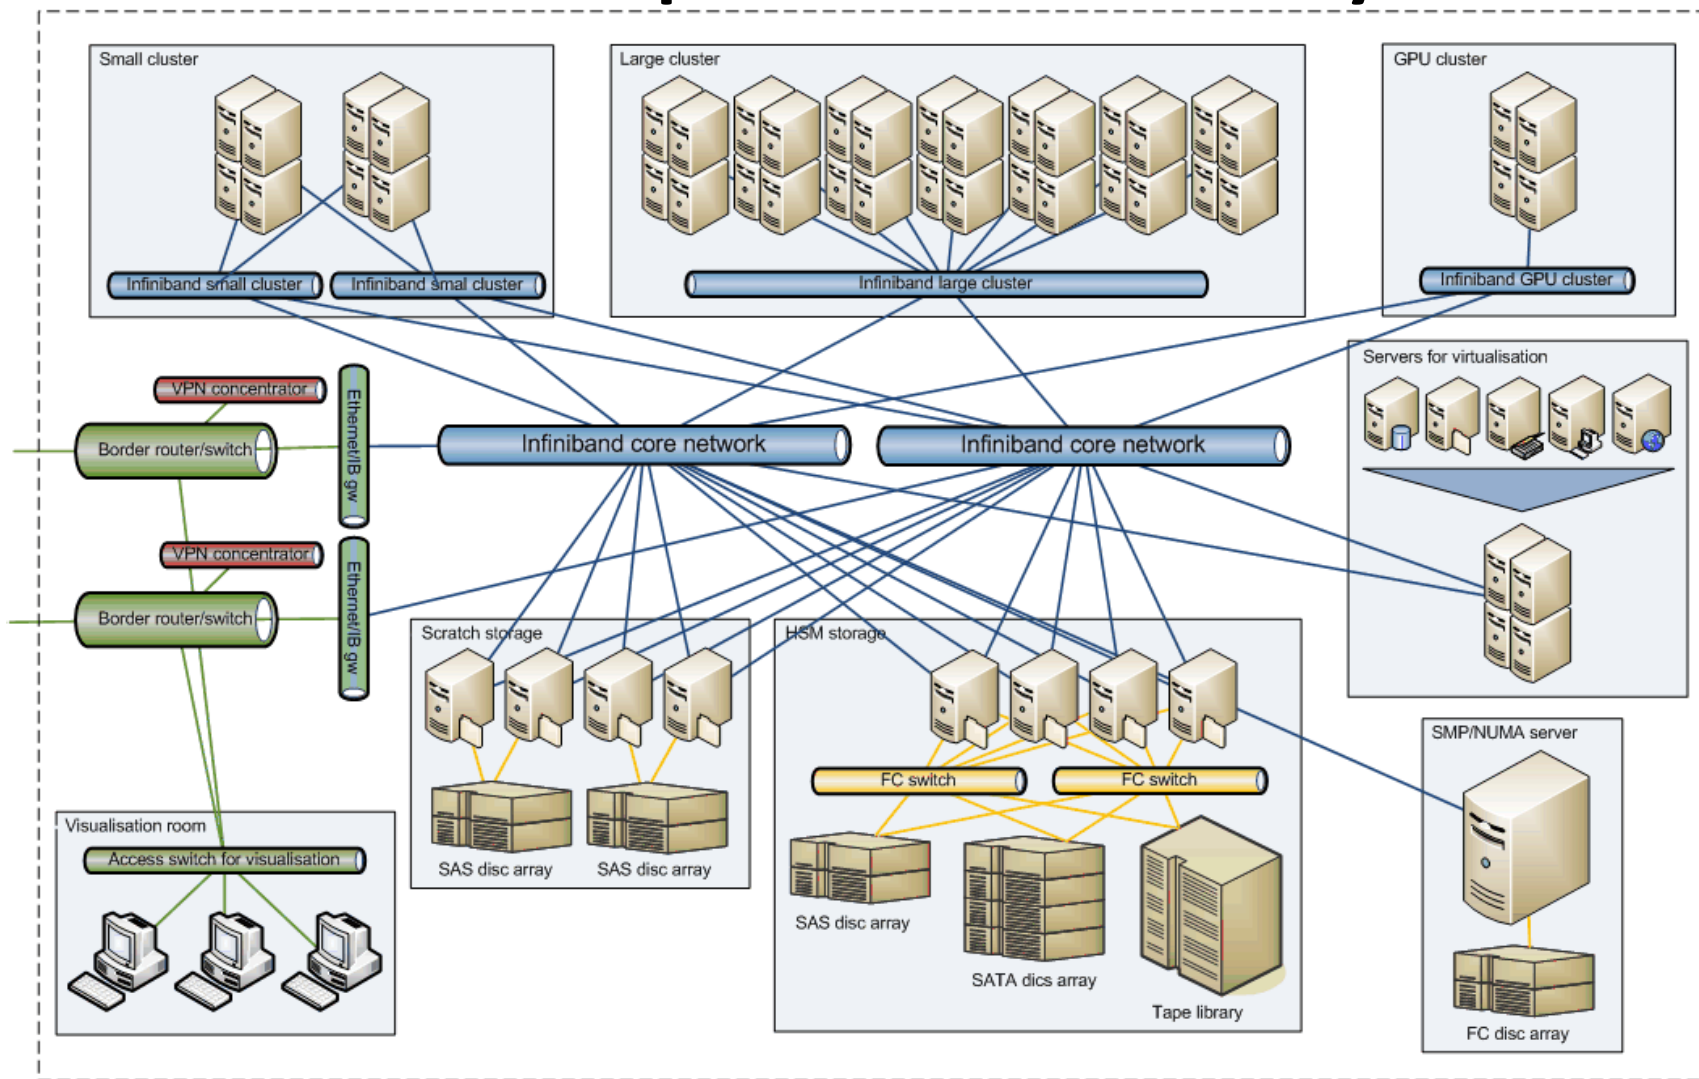 Small cluster
Large cluster
GPU cluster
Infiniband small cluster
Infiniband smal cluster
Infiniband large cluster
Infiniband GPU cluster
Servers for virtualisation
VPN concentrator
Ethernet/IB gw
Border router/switch
Infiniband core network
Infiniband core network
VPN concentrator
Ethernet/IB gw
Border router/switch
Scratch storage
HSM storage
SMP/NUMA server
FC switch
FC switch
Visualisation room
Access switch for visualisation
SAS disc array
SAS disc array
SAS disc array
SATA dics array
Tape library
FC disc array